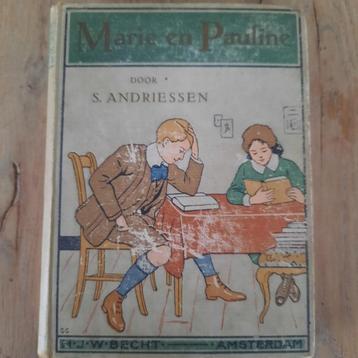 Marie en Pauline
DOOR
S. ANDRIESSEN
H·J·W·BECHT AMSTERDAM